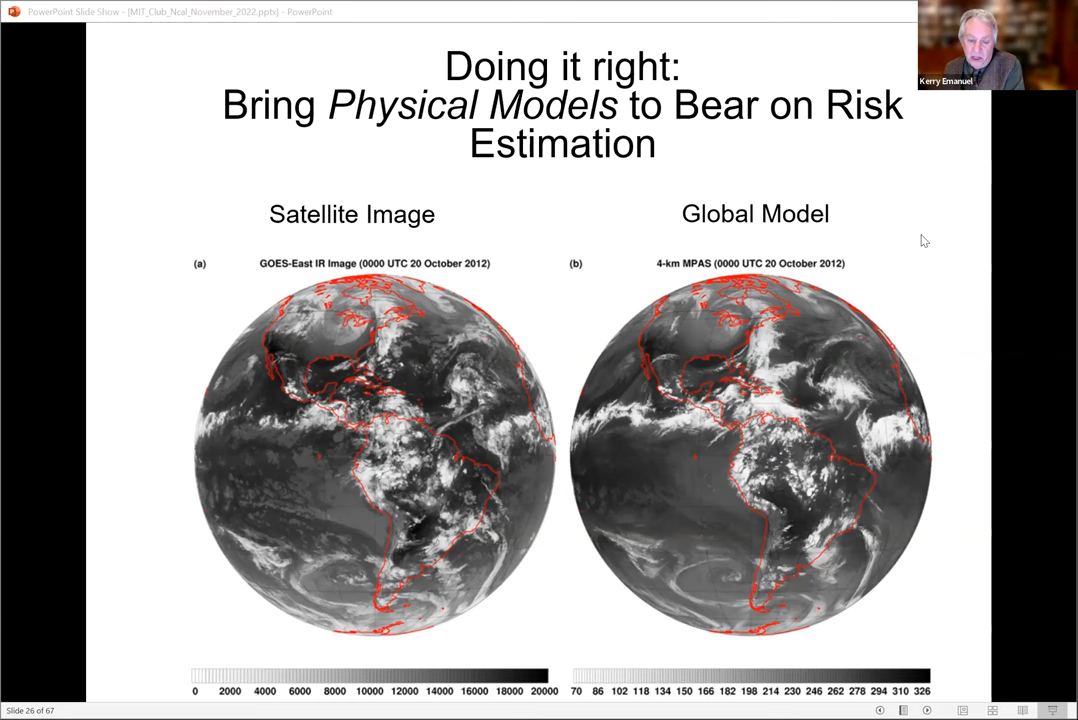 PowerPoint Slide Show - [MIT_Club_Ncal_November_2022.pptx] - PowerPoint
Kerry Emanuel
Doing it right:
Bring Physical Models to Bear on Risk
Estimation
Satellite Image
Global Model
(a) GOES-East IR Image (0000 UTC 20 October 2012)
(b) 4-km MPAS (0000 UTC 20 October 2012)
0 2000 4000 6000 8000 10000 12000 14000 16000 18000 20000
70 86 102 118 134 150 166 182 198 214 230 246 262 278 294 310 326
Slide 26 of 67